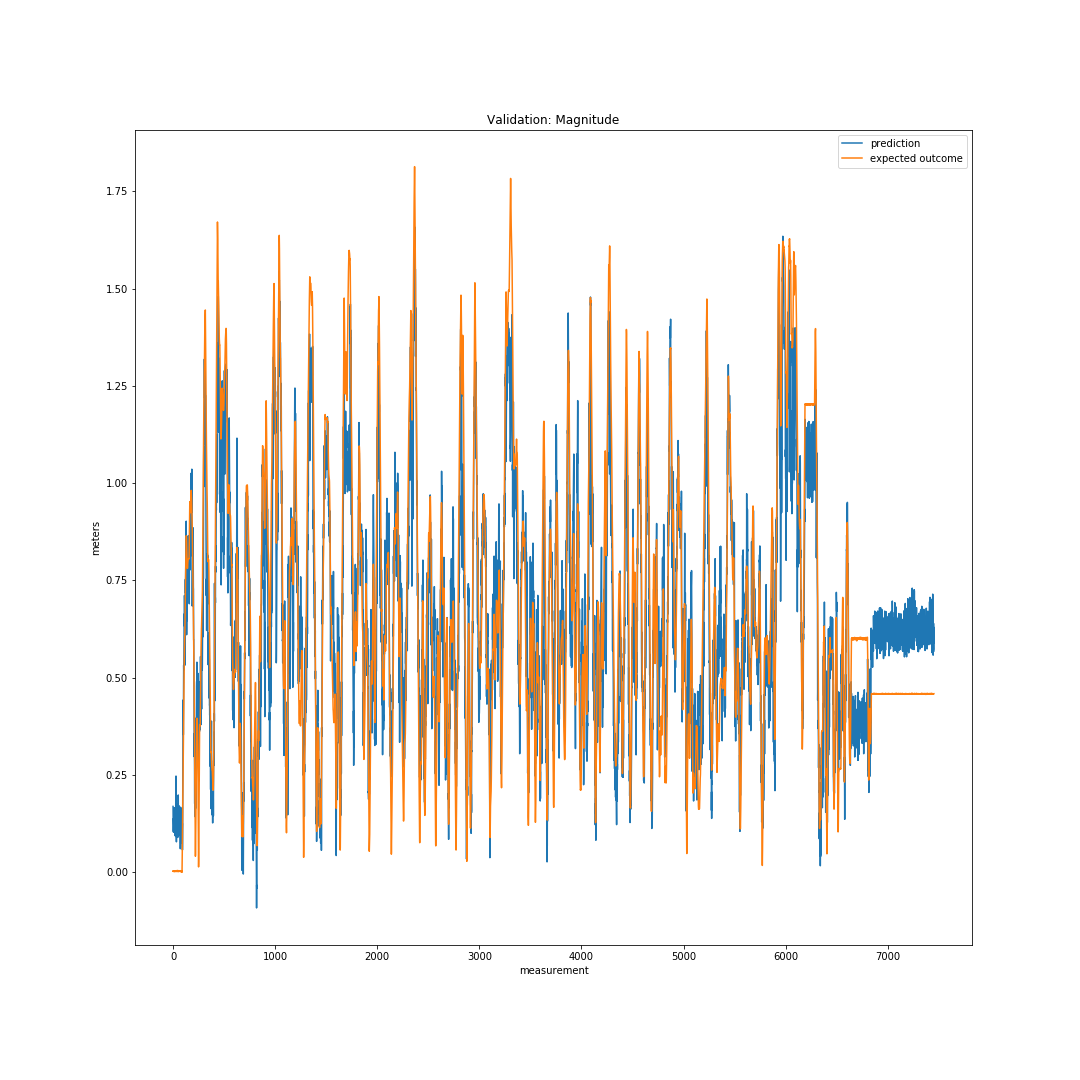 Validation: Magnitude
prediction
expected outcome
meters
1.75
1.50
1.25
1.00
0.75
0.50
0.25
0.00
0 1000 2000 3000 4000 5000 6000 7000
measurement